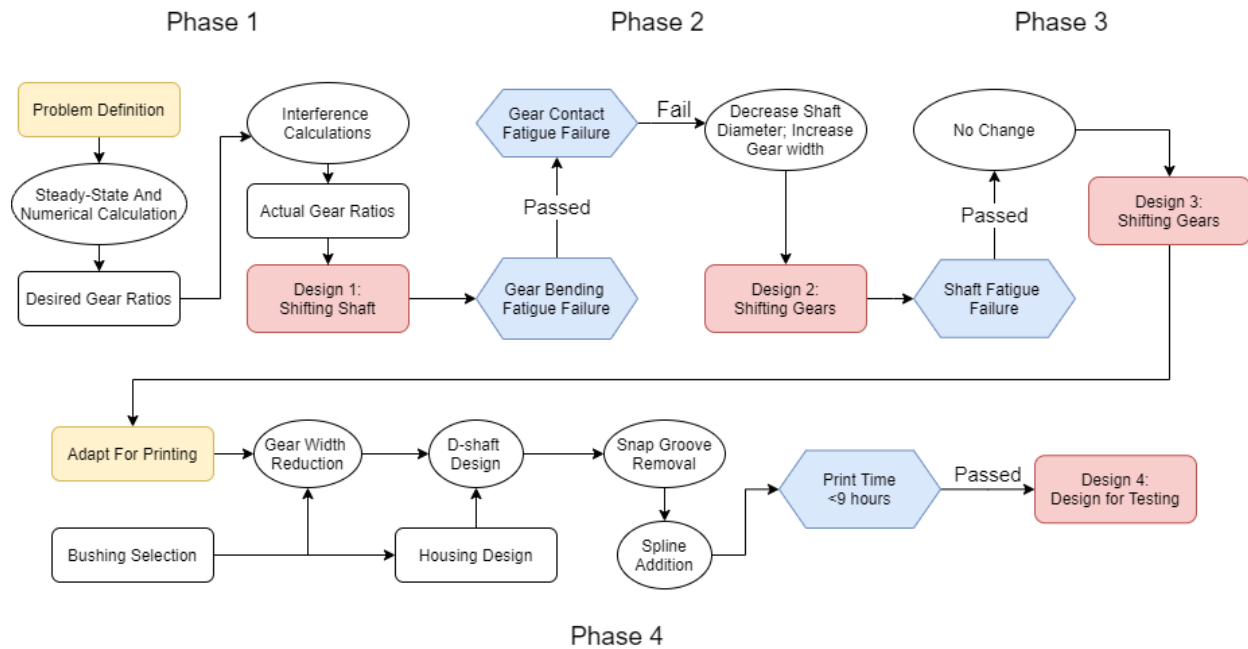 Phase 1
Phase 2
Phase 3
Problem Definition
Steady-State And
Numerical Calculation
Desired Gear Ratios
Interference
Calculations
Actual Gear Ratios
Design 1:
Shifting Shaft
Gear Contact
Fatigue Failure
Passed
Gear Bending
Fatigue Failure
Fail
Decrease Shaft
Diameter; Increase
Gear width
Design 2:
Shifting Gears
No Change
Passed
Shaft Fatigue
Failure
Design 3:
Shifting Gears
Adapt For Printing
Gear Width
Reduction
D-shaft
Design
Snap Groove
Removal
Bushing Selection
Housing Design
Spline
Addition
Print Time
<9 hours
Passed
Design 4:
Design for Testing
Phase 4